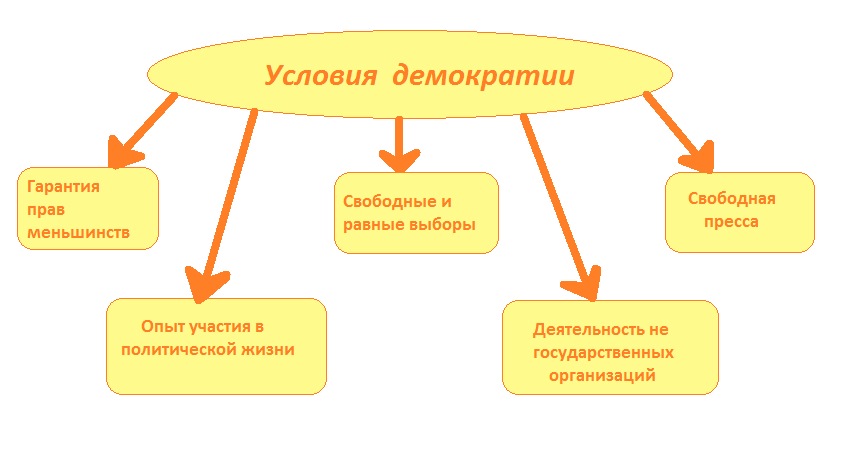 Условия демократии
Гарантия
прав
меньшинств
Свободные и
равные выборы
Свободная
пресса
Опыт участия в
политической жизни
Деятельность не
государственных
организаций